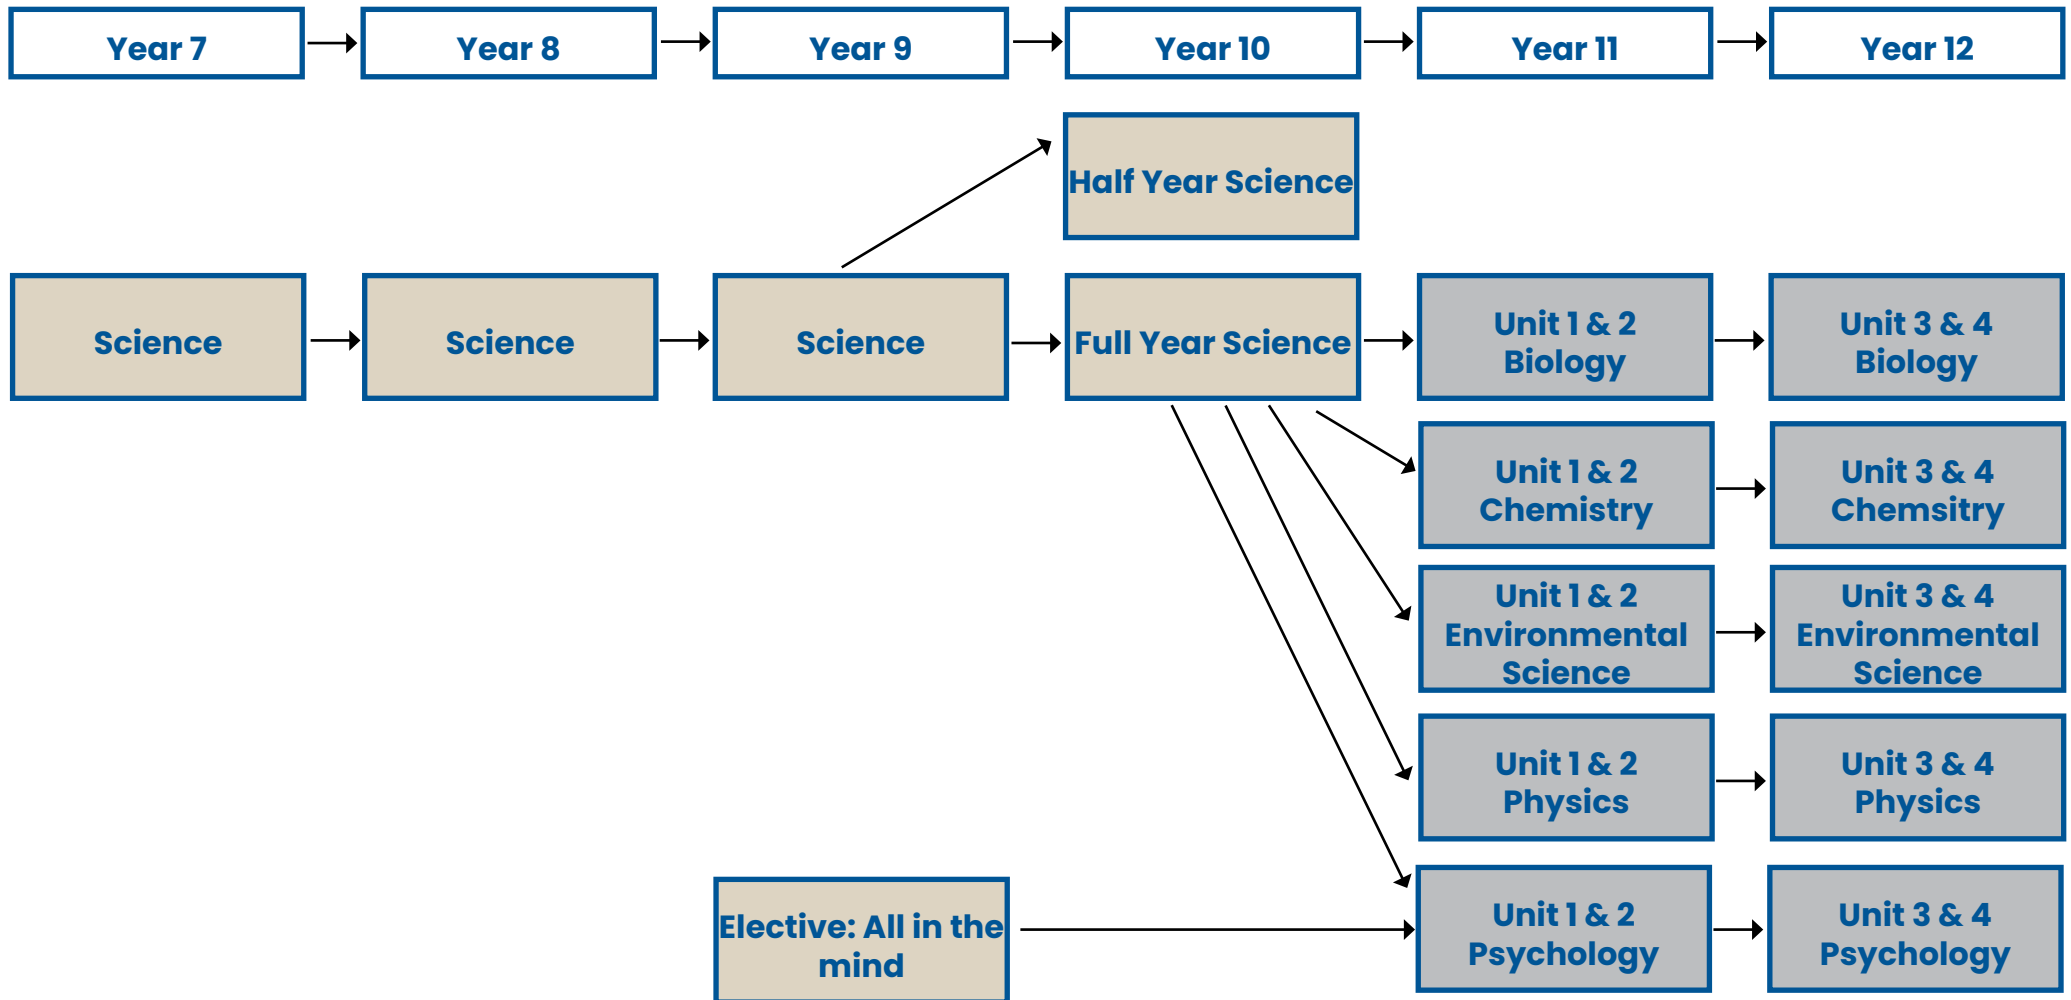 Year 7
Year 8
Year 9
Year 10
Year 11
Year 12
Half Year Science
Science
Science
Science
Full Year Science
Unit 1 & 2
Biology
Unit 3 & 4
Biology
Unit 1 & 2
Chemistry
Unit 3 & 4
Chemsitry
Unit 1 & 2
Environmental
Science
Unit 3 & 4
Environmental
Science
Unit 1 & 2
Physics
Unit 3 & 4
Physics
Elective: All in the
mind
Unit 1 & 2
Psychology
Unit 3 & 4
Psychology